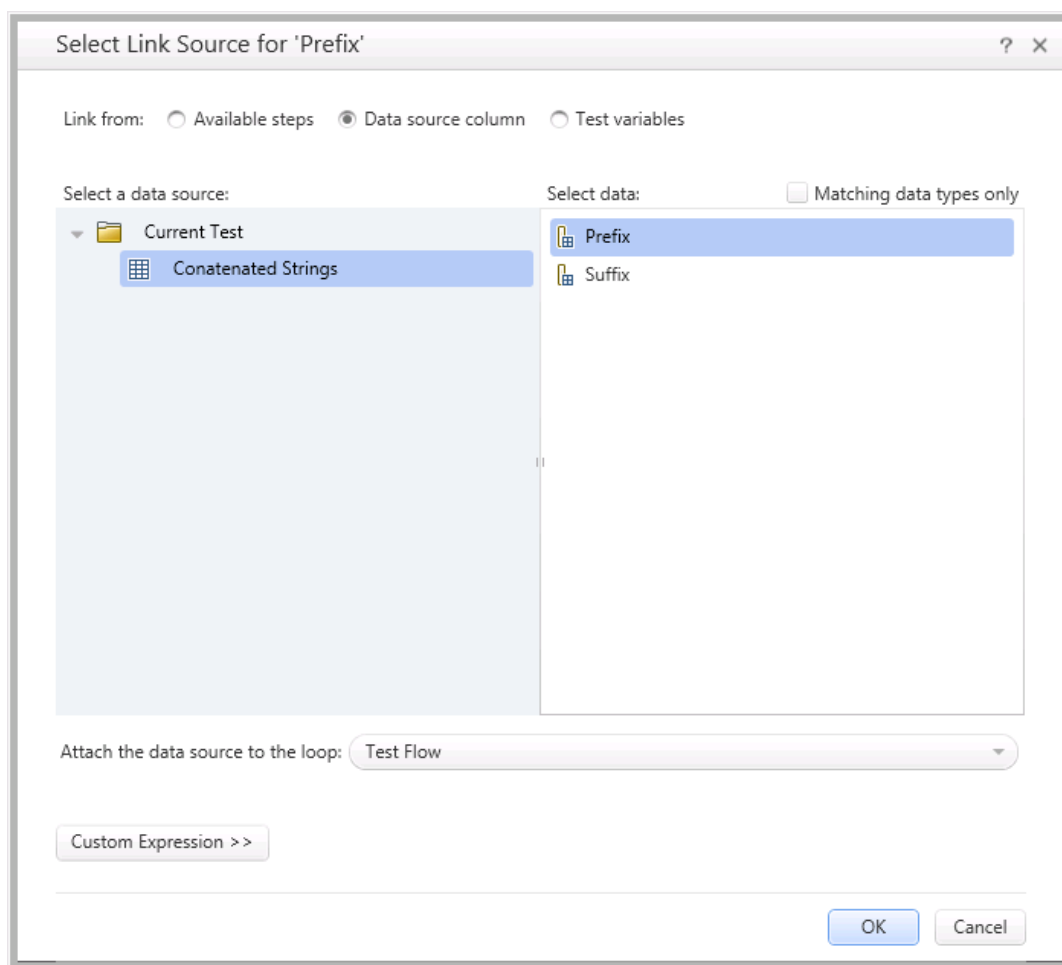 Select Link Source for 'Prefix' ? ×
Link from: Available steps Data source column Test variables
Select a data source: Select data: Matching data types only
Current Test Prefix
Conatenated Strings Suffix
Attach the data source to the loop: Test Flow
Custom Expression >>
OK Cancel